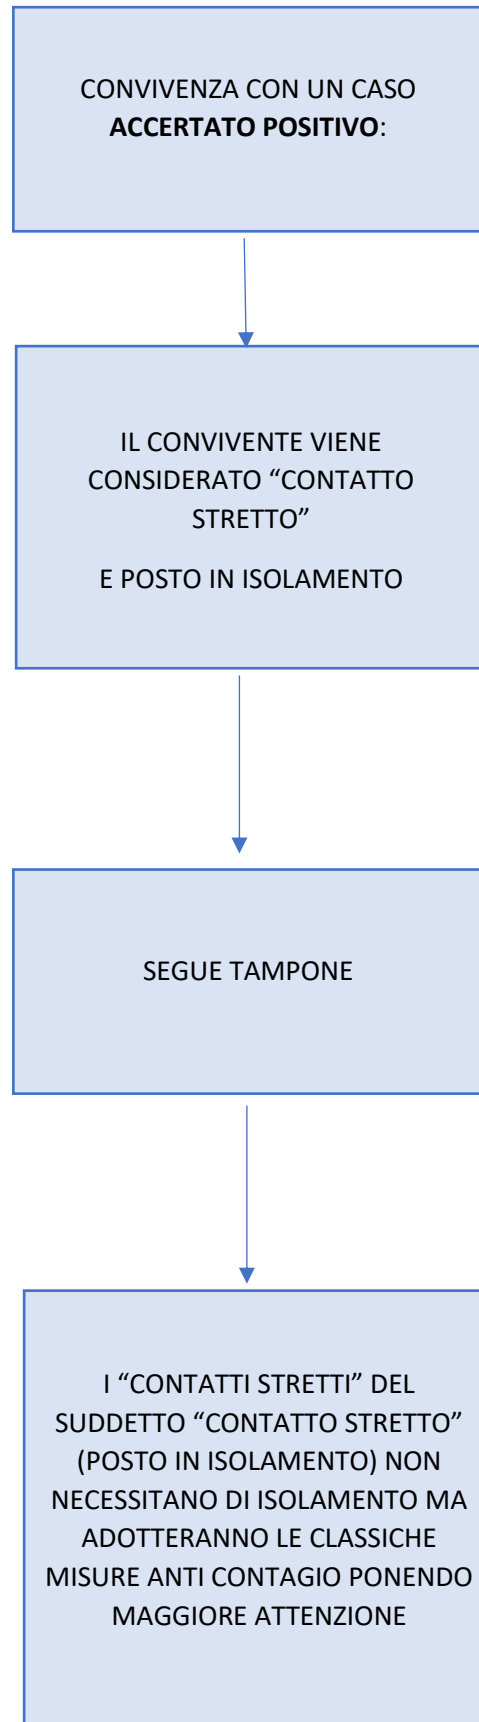 CONVIVENZA CON UN CASO
ACCERTATO POSITIVO:
IL CONVIVENTE VIENE
CONSIDERATO “CONTATTO
STRETTO”
E POSTO IN ISOLAMENTO
SEGUE TAMPONE
I “CONTATTI STRETTI” DEL
SUDDETTO “CONTATTO STRETTO”
(POSTO IN ISOLAMENTO) NON
NECESSITANO DI ISOLAMENTO MA
ADOTTERANNO LE CLASSICHE
MISURE ANTI CONTAGIO PONENDO
MAGGIORE ATTENZIONE